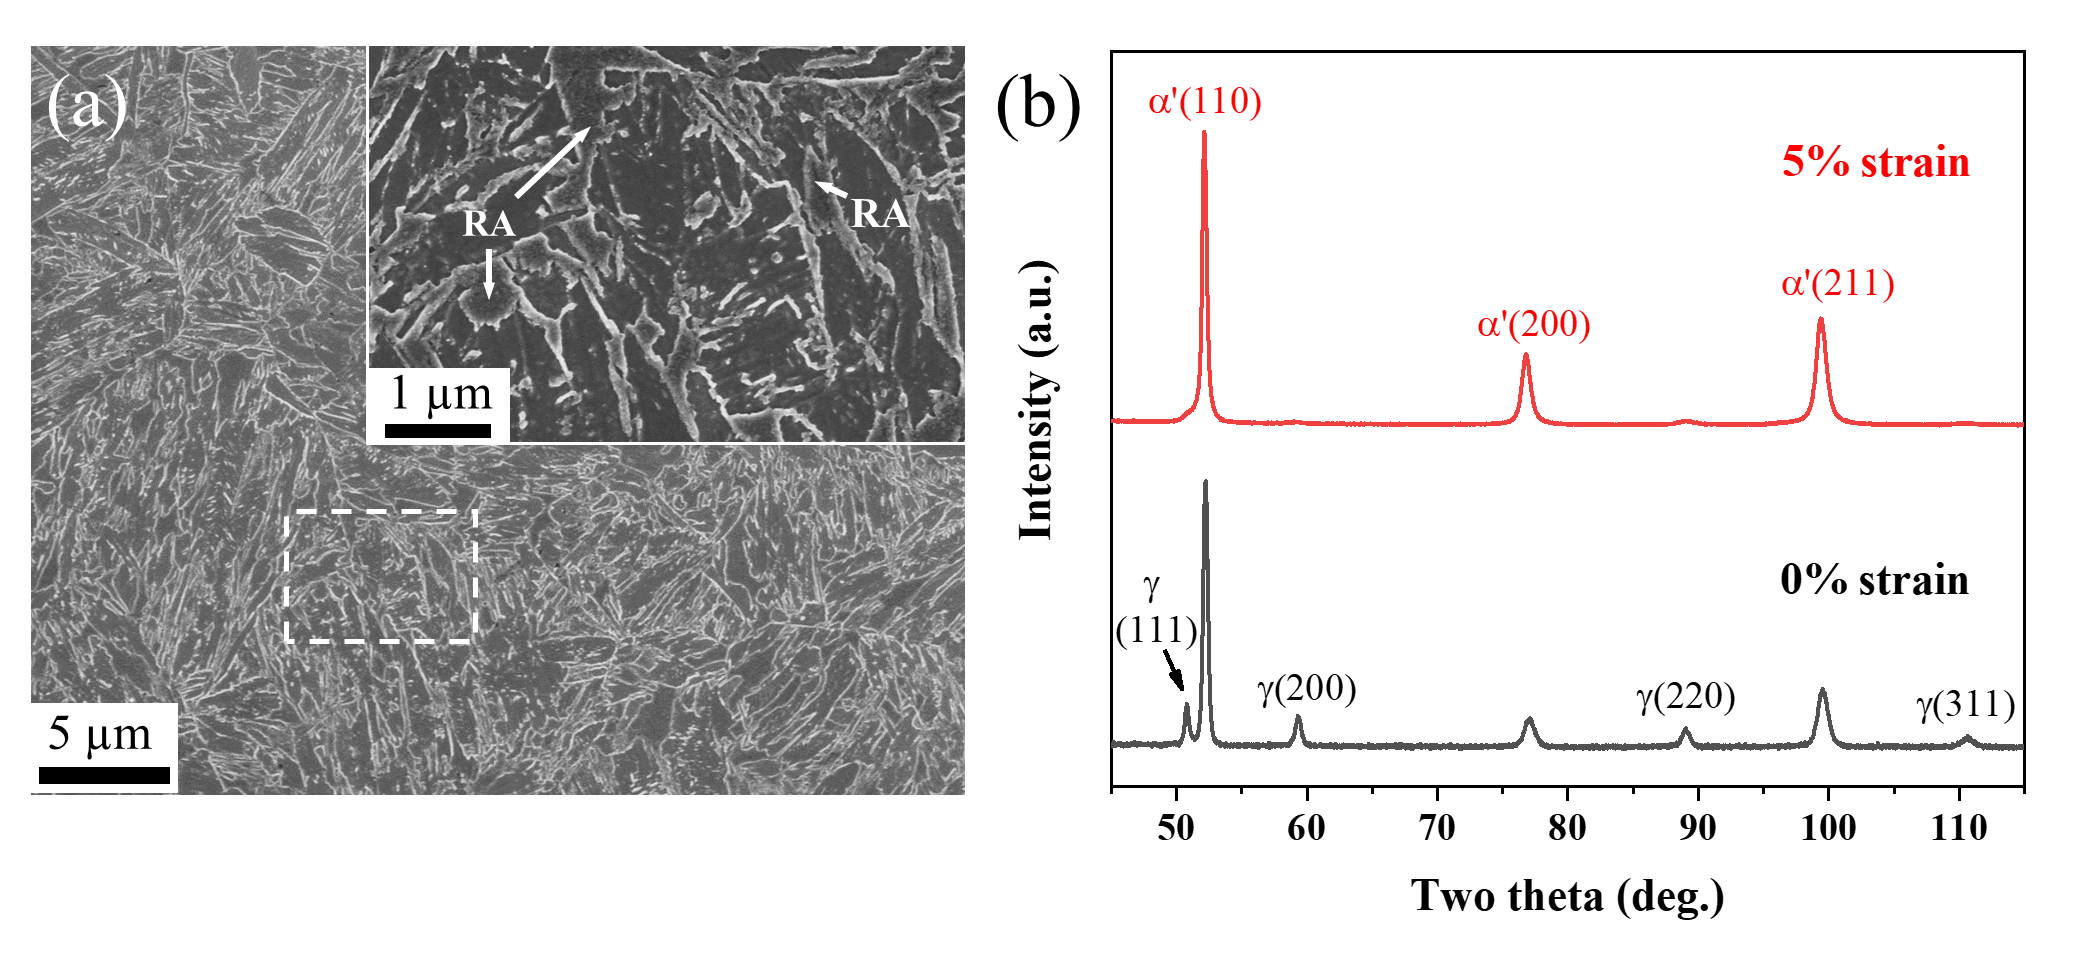 (a)
RA
RA
1 µm
5 µm
(b)
α'(110)
5% strain
α'(211)
α'(200)
Intensity (a.u.)
0% strain
γ
(111)
γ(200)
γ(220)
γ(311)
50 60 70 80 90 100 110
Two theta (deg.)